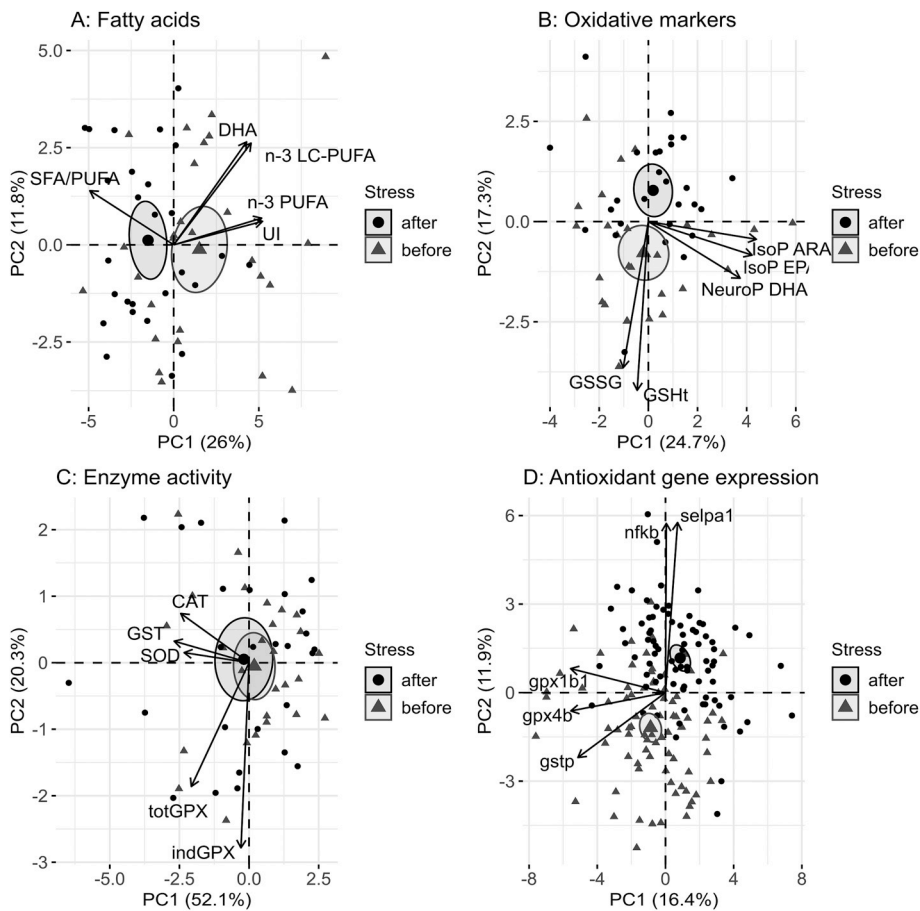 A: Fatty acids
5.0
2.5
0.0
-2.5
PC2 (11.8%)
DHA
n-3 LC-PUFA
SFA/PUFA
n-3 PUFA
UI
-5
0
5
PC1 (26%)
Stress
after
before
B: Oxidative markers
2.5
0.0
-2.5
PC2 (17.3%)
IsoP ARA
IsoP EP
NeuroP DHA
GSSG
GSHt
-4
-2
0
2
4
6
PC1 (24.7%)
Stress
after
before
C: Enzyme activity
2
1
0
-1
-2
-3
PC2 (20.3%)
CAT
GST
SOD
totGPX
indGPX
-5.0
-2.5
0.0
2.5
PC1 (52.1%)
Stress
after
before
D: Antioxidant gene expression
6
3
0
-3
PC2 (11.9%)
nfkb
selpa1
gpx1b1
gpx4b
gstp
-8
-4
0
4
8
PC1 (16.4%)
Stress
after
before